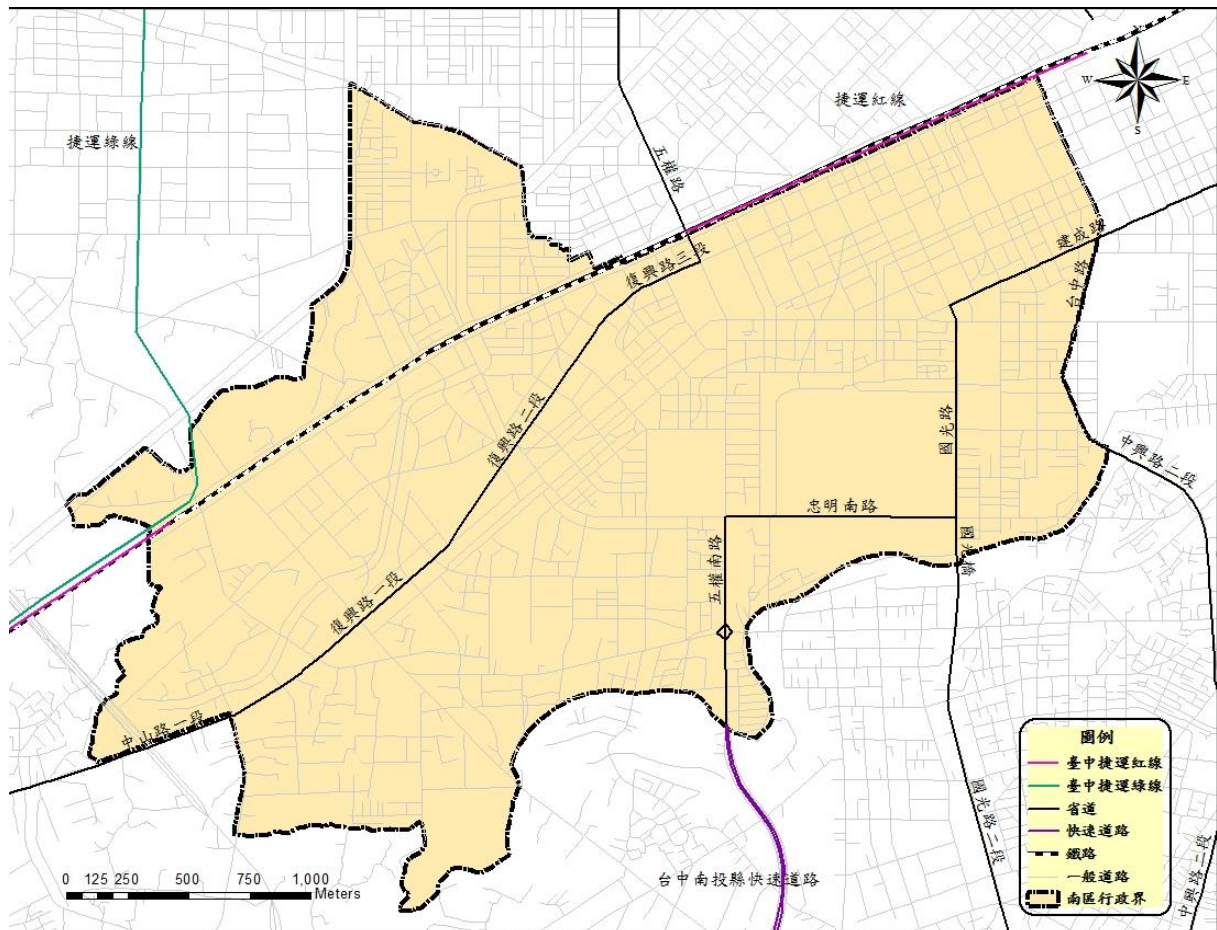 N
W
E
S
捷運綠線
捷運紅線
五權路
復興路三段
建成路
台中路
復興路二段
國光路
中興路二段
忠明南路
國光橋
五權南路
復興路一段
中山路一段
國光路二段
中興路二段
台中南投縣快速道路
0 125 250 500 750 1,000
Meters
圖例
臺中捷運紅線
臺中捷運綠線
省道
快速道路
鐵路
一般道路
南區行政界